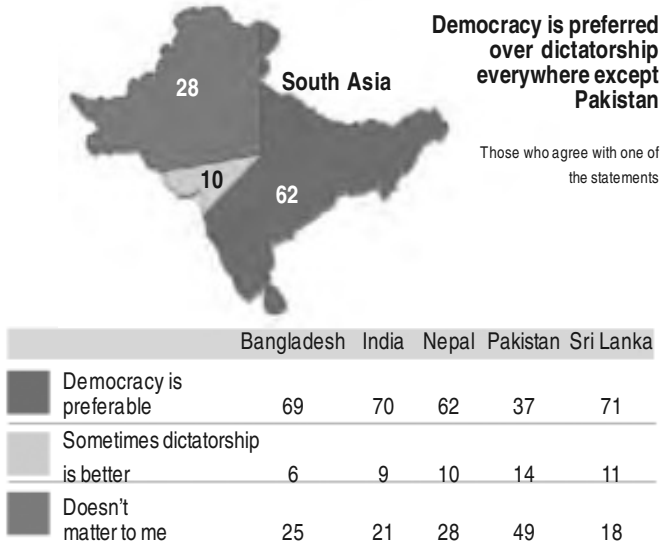 Democracy is preferred
over dictatorship
everywhere except
Pakistan
Those who agree with one of
the statements
South Asia
28
10
62
Bangladesh India Nepal Pakistan Sri Lanka
Democracy is
preferable 69 70 62 37 71
Sometimes dictatorship
is better 6 9 10 14 11
Doesn't
matter to me 25 21 28 49 18